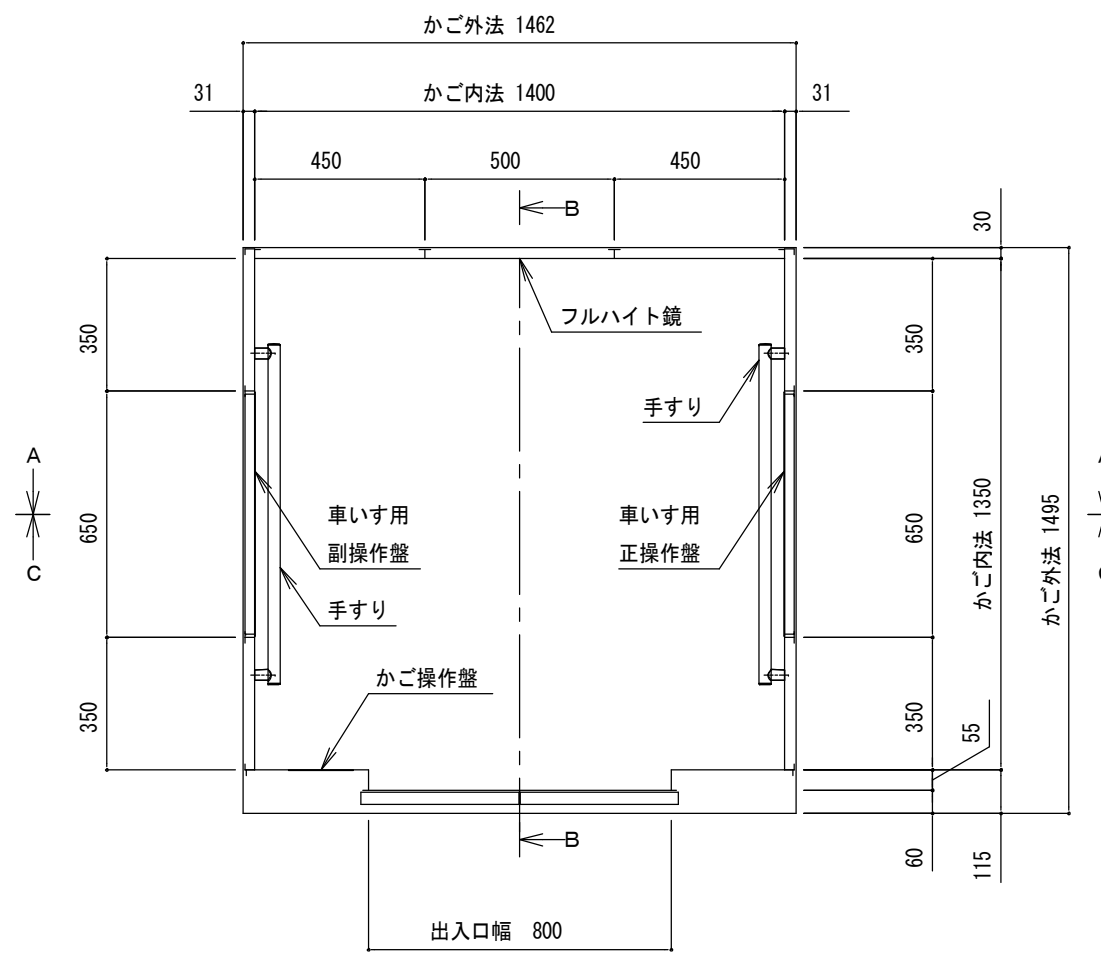 かご外法 1462
31
かご内法 1400
31
450
500
450
B
30
フルハイト鏡
350
350
手すり
A
車いす用
副操作盤
車いす用
正操作盤
650
650
かご内法 1350
かご外法 1495
C
手すり
かご操作盤
350
350
55
B
60
115
出入口幅 800